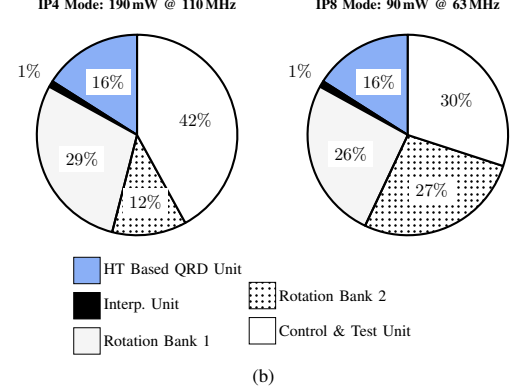 IP4 Mode: 190 mW @ 110 MHz
IP8 Mode: 90 mW @ 63 MHz
1%
16%
42%
29%
12%
1%
16%
30%
26%
27%
HT Based QRD Unit
Interp. Unit
Rotation Bank 1
Rotation Bank 2
Control & Test Unit
(b)